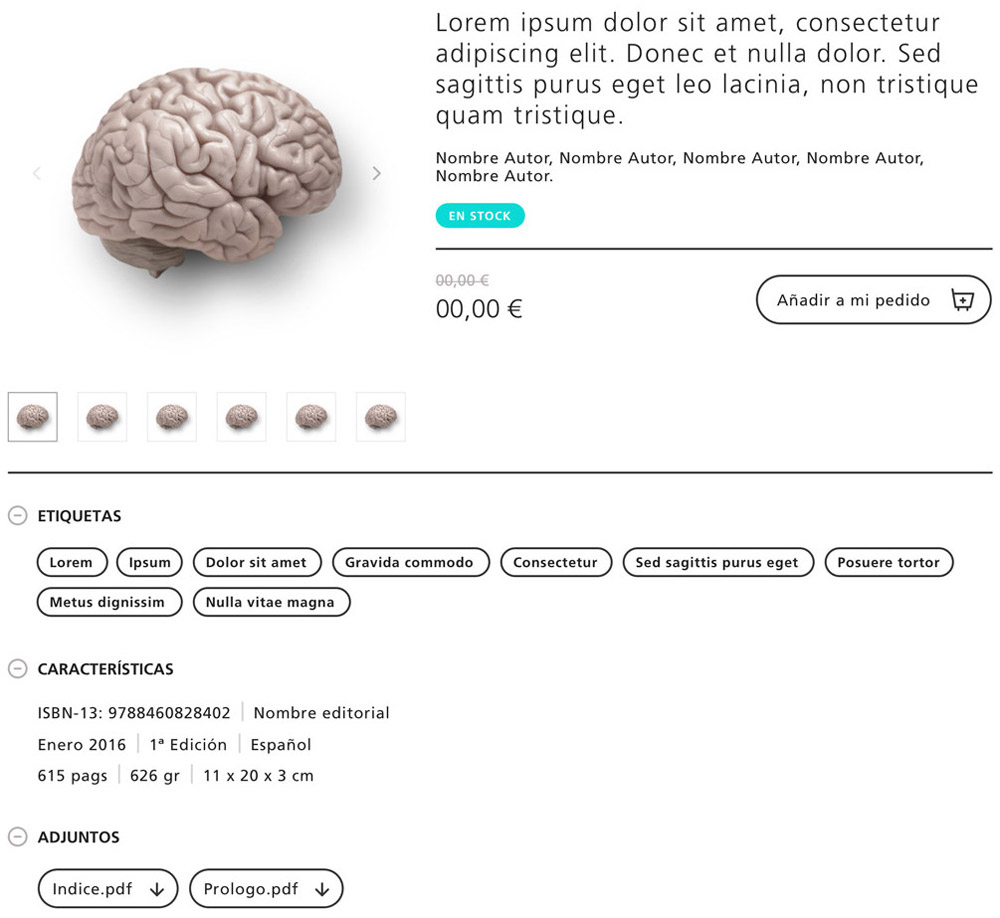 Lorem ipsum dolor sit amet, consectetur
adipiscing elit. Donec et nulla dolor. Sed
sagittis purus eget leo lacinia, non tristique
quam tristique.
Nombre Autor, Nombre Autor, Nombre Autor, Nombre Autor,
Nombre Autor.
EN STOCK
00,00 €
00,00 €
Añadir a mi pedido
ETIQUETAS
Lorem Ipsum Dolor sit amet Gravida commodo Consectetur Sed sagittis purus eget Posuere tortor
Metus dignissim Nulla vitae magna
CARACTERÍSTICAS
ISBN-13: 9788460828402 Nombre editorial
Enero 2016 1ª Edición Español
615 pags 626 gr 11 x 20 x 3 cm
ADJUNTOS
Indice.pdf Prologo.pdf